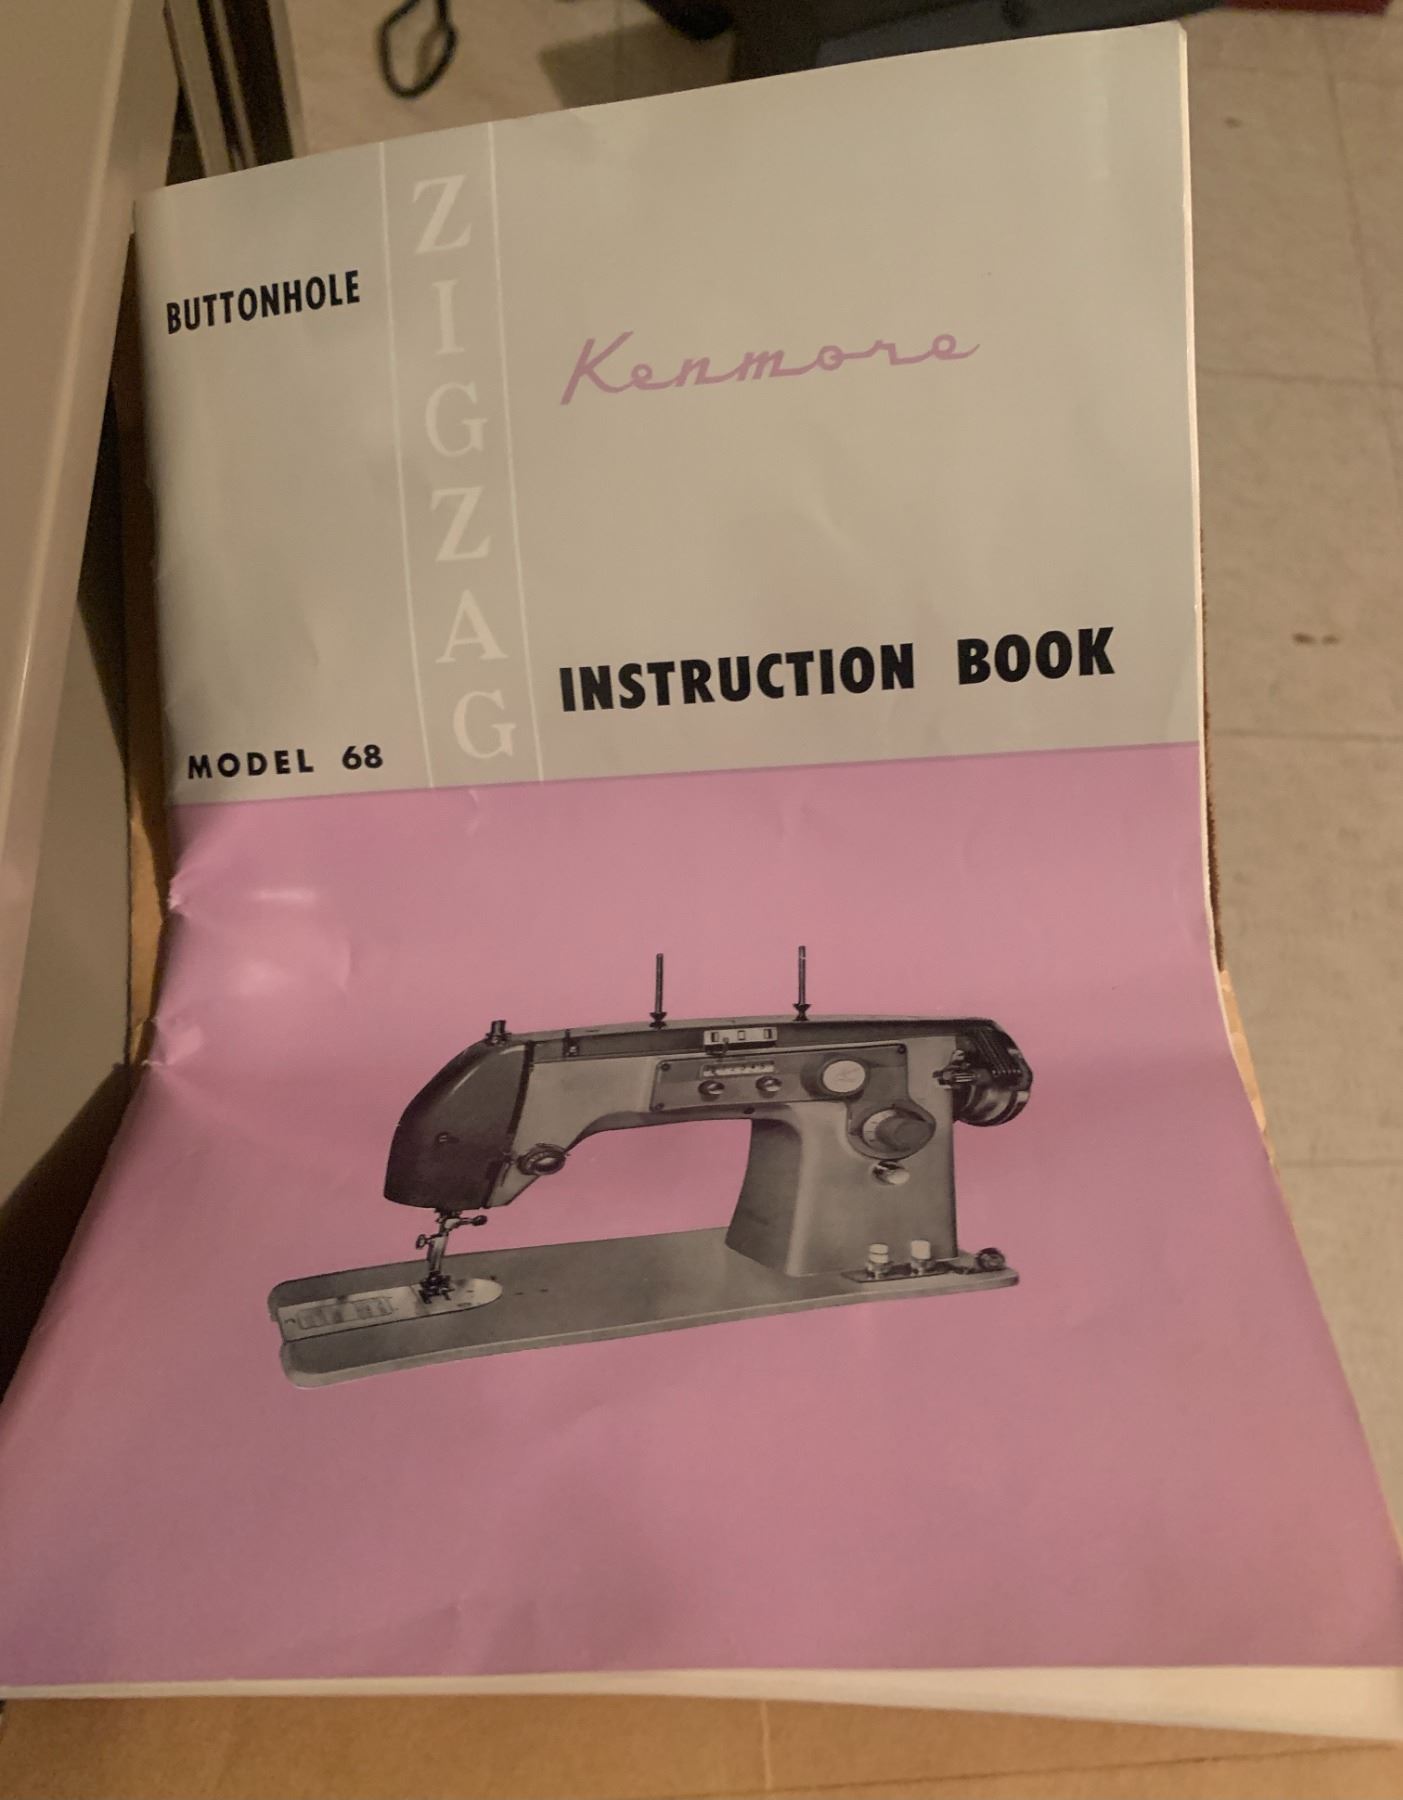 BUTTONHOLE
ZIGZAG
Kenmore
INSTRUCTION BOOK
MODEL 68